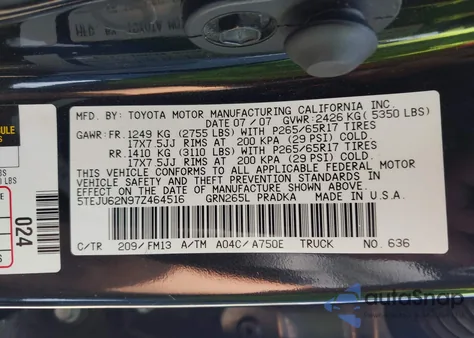 MFD. BY: TOYOTA MOTOR MANUFACTURING CALIFORNIA INC.
DATE 07 / 07 GVWR: 2426 KG ( 5350 LBS)
GAWR: FR. 1249 KG (2755 LBS) WITH P265/65R17 TIRES
17X7.5JJ RIMS AT 200 KPA (29 PSI) COLD.
RR. 1410 KG (3110 LBS) WITH P265/65R17 TIRES
17X7.5JJ RIMS AT 200 KPA (29 PSI) COLD.
THIS VEHICLE CONFORMS TO ALL APPLICABLE FEDERAL MOTOR
VEHICLE SAFETY STANDARDS IN EFFECT ON THE
DATE OF MANUFACTURE SHOWN ABOVE.
5TEJU62N97Z464516 GRN265L PRADKA MADE IN U.S.A.
C/TR 209/FM13 A/TM A04C/A750E TRUCK NO. 636
024
autoSnap